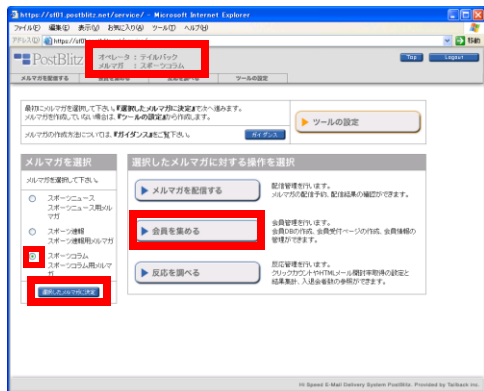 https://sf01.postblitz.net/service/ - Microsoft Internet Explorer
ファイル(F) 編集(E) 表示(V) お気に入り(A) ツール(T) ヘルプ(H)
アドレス(D) https://sf01 移動
PostBlitz
オペレータ : テイルバック
メルマガ : スポーツコラム
Top Logout
メルマガを配信する 会員を集める 反応を調べる ツールの設定
最初にメルマガを選択して下さい。『選択したメルマガに決定』で次へ進みます。
メルマガを作成していない場合は、『ツールの設定』から作成します。
メルマガの作成方法については、『ガイダンス』をご覧下さい。 ガイダンス
ツールの設定
メルマガを選択
メルマガを選択して下さい。
スポーツニュース
スポーツニュース用メル
マガ
スポーツ速報
スポーツ速報用メルマガ
スポーツコラム
スポーツコラム用メルマ
ガ
選択したメルマガに決定
選択したメルマガに対する操作を選択
メルマガを配信する
配信管理を行います。
メルマガの配信予約、配信結果の確認ができます。
会員を集める
会員管理を行います。
会員DBの作成、会員受付ページの作成、会員情報の
管理ができます。
反応を調べる
反応管理を行います。
クリックカウントやHTMLメール開封率取得の設定と
結果集計、入退会者数の参照ができます。
Hi Speed E-Mail Delivery System PostBlitz. Provided by Tailback Inc.